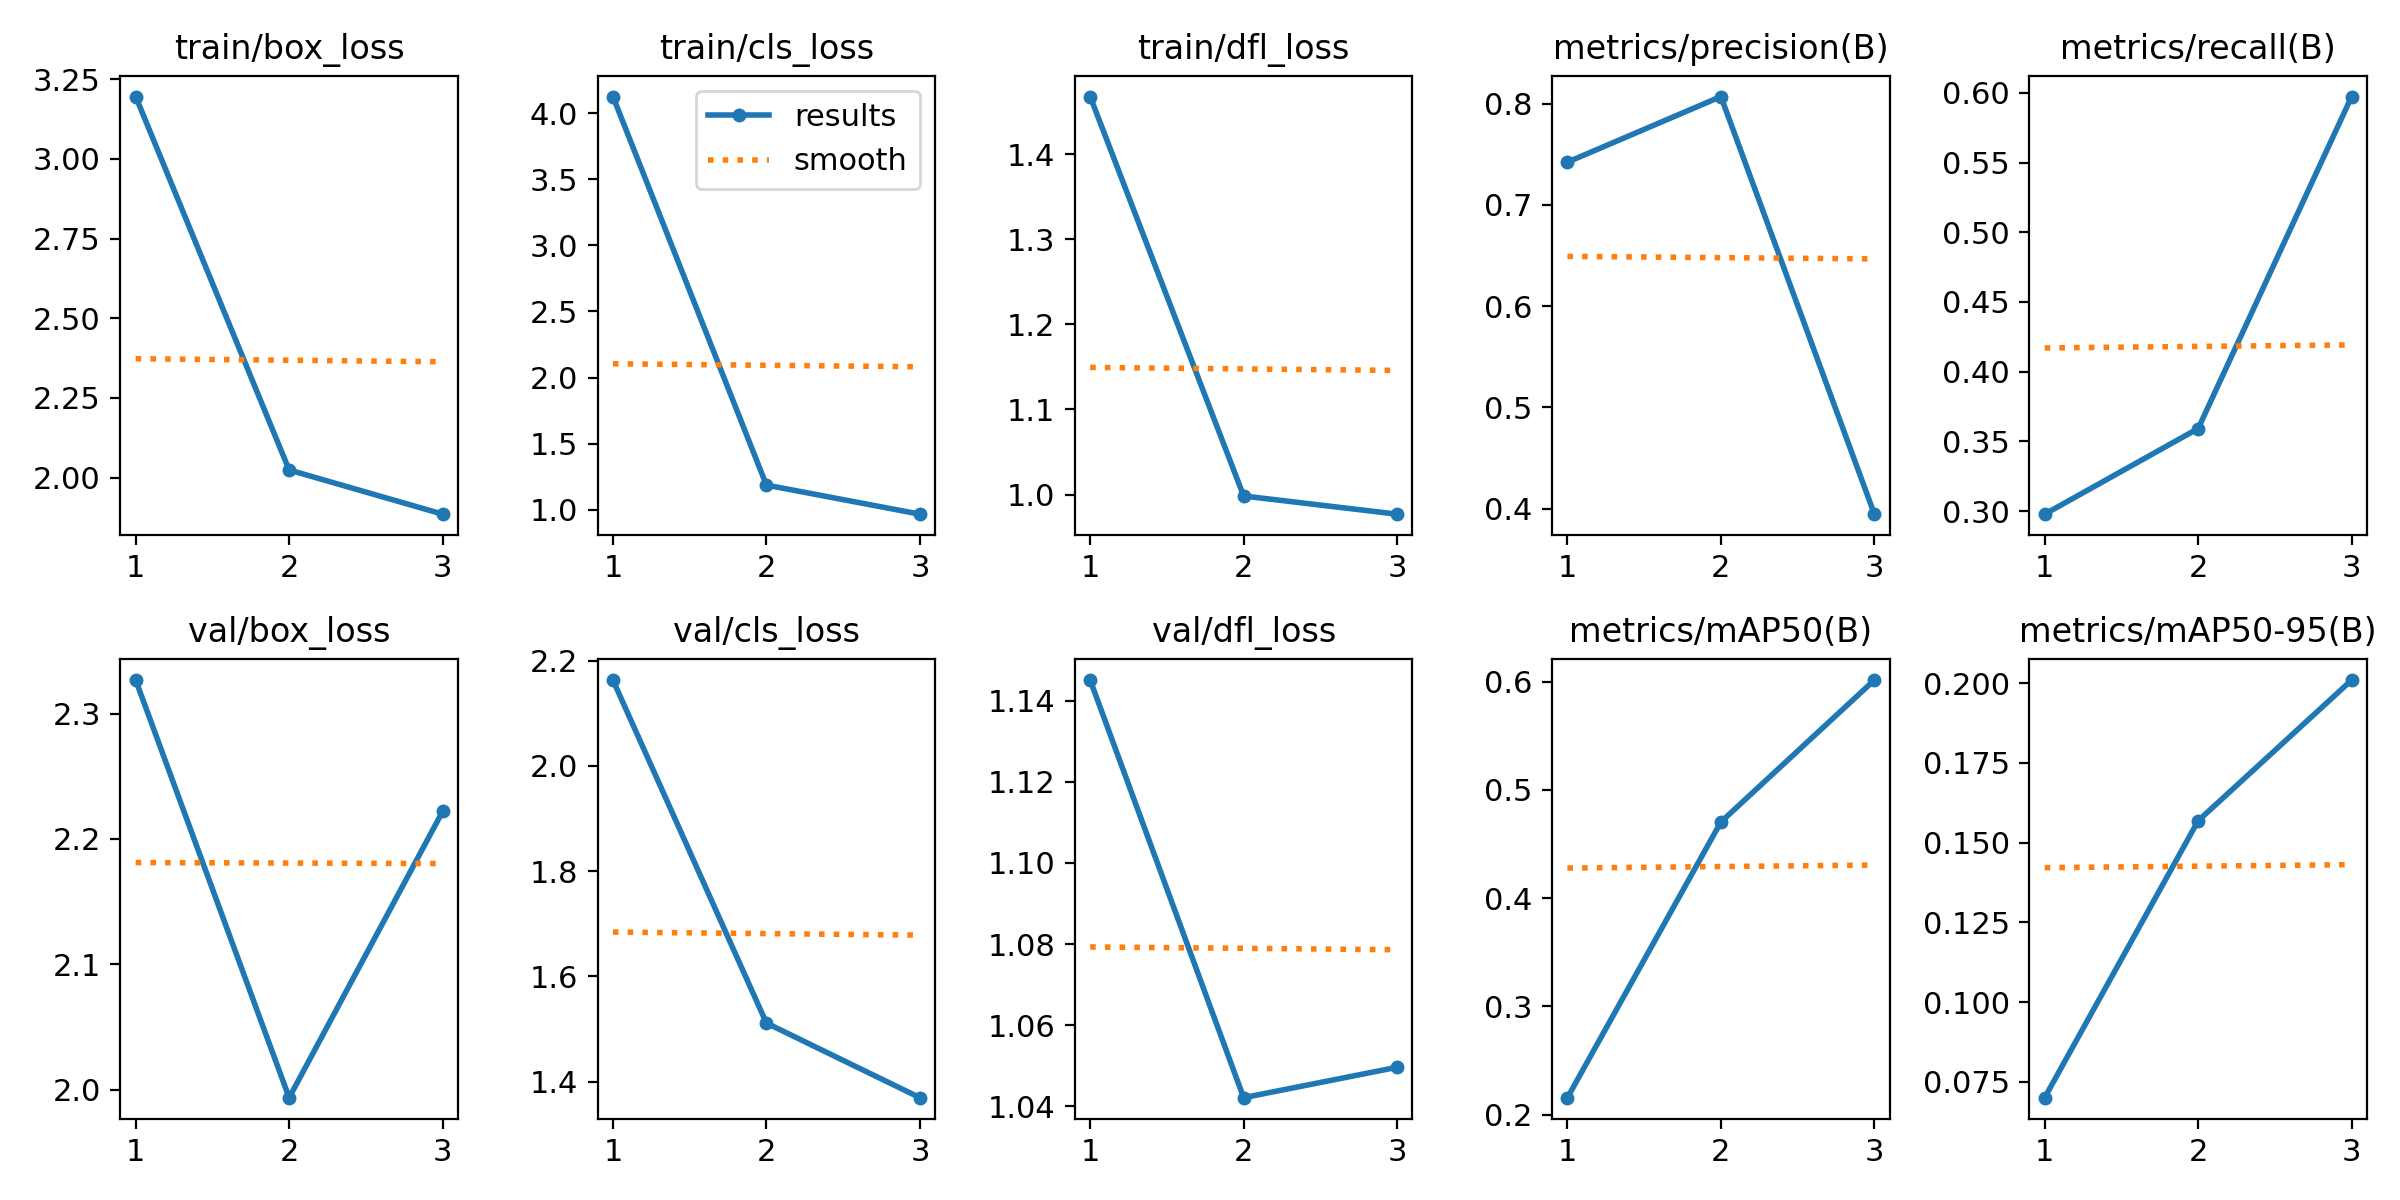 train/box_loss
3.25
3.00
2.75
2.50
2.25
2.00
1 2 3
train/cls_loss
results
smooth
4.0
3.5
3.0
2.5
2.0
1.5
1.0
1 2 3
train/dfl_loss
1.4
1.3
1.2
1.1
1.0
1 2 3
metrics/precision(B)
0.8
0.7
0.6
0.5
0.4
1 2 3
metrics/recall(B)
0.60
0.55
0.50
0.45
0.40
0.35
0.30
1 2 3
val/box_loss
2.3
2.2
2.1
2.0
1 2 3
val/cls_loss
2.2
2.0
1.8
1.6
1.4
1 2 3
val/dfl_loss
1.14
1.12
1.10
1.08
1.06
1.04
1 2 3
metrics/mAP50(B)
0.6
0.5
0.4
0.3
0.2
1 2 3
metrics/mAP50-95(B)
0.200
0.175
0.150
0.125
0.100
0.075
1 2 3